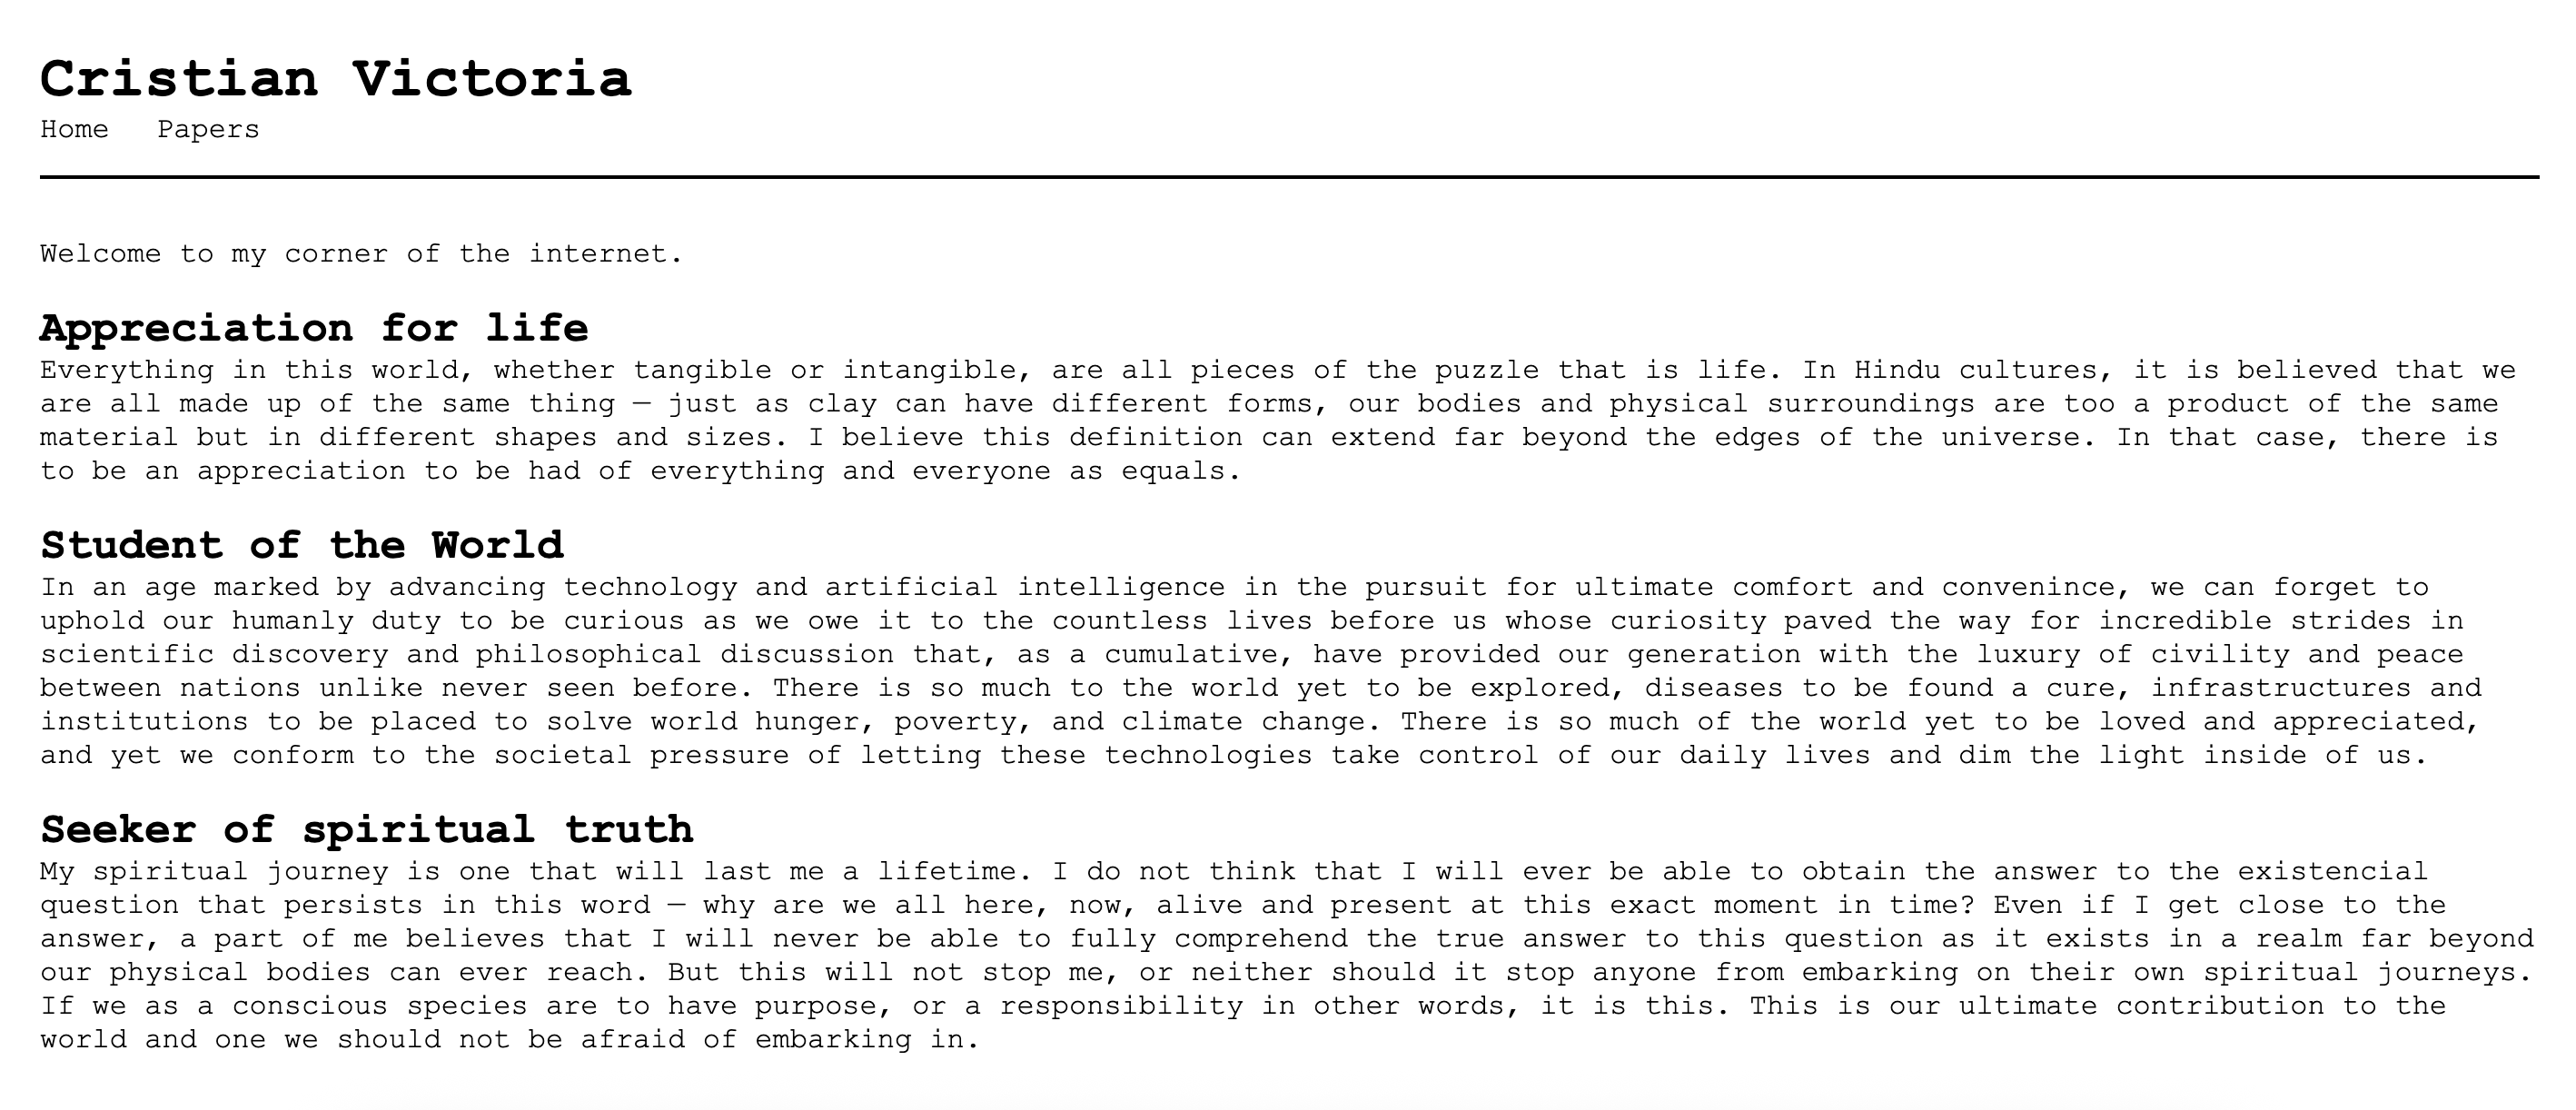 Cristian Victoria
Home Papers
Welcome to my corner of the internet.
Appreciation for life
Everything in this world, whether tangible or intangible, are all pieces of the puzzle that is life. In Hindu cultures, it is believed that we
are all made up of the same thing — just as clay can have different forms, our bodies and physical surroundings are too a product of the same
material but in different shapes and sizes. I believe this definition can extend far beyond the edges of the universe. In that case, there is
to be an appreciation to be had of everything and everyone as equals.
Student of the World
In an age marked by advancing technology and artificial intelligence in the pursuit for ultimate comfort and convenince, we can forget to
uphold our humanly duty to be curious as we owe it to the countless lives before us whose curiosity paved the way for incredible strides in
scientific discovery and philosophical discussion that, as a cumulative, have provided our generation with the luxury of civility and peace
between nations unlike never seen before. There is so much to the world yet to be explored, diseases to be found a cure, infrastructures and
institutions to be placed to solve world hunger, poverty, and climate change. There is so much of the world yet to be loved and appreciated,
and yet we conform to the societal pressure of letting these technologies take control of our daily lives and dim the light inside of us.
Seeker of spiritual truth
My spiritual journey is one that will last me a lifetime. I do not think that I will ever be able to obtain the answer to the existencial
question that persists in this word — why are we all here, now, alive and present at this exact moment in time? Even if I get close to the
answer, a part of me believes that I will never be able to fully comprehend the true answer to this question as it exists in a realm far beyond
our physical bodies can ever reach. But this will not stop me, or neither should it stop anyone from embarking on their own spiritual journeys.
If we as a conscious species are to have purpose, or a responsibility in other words, it is this. This is our ultimate contribution to the
world and one we should not be afraid of embarking in.